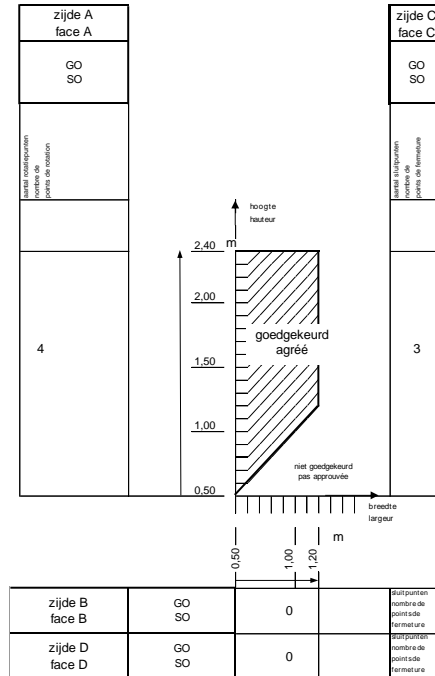 zijde A
face A
zijde C
face C
GO
SO
GO
SO
aantal rotatiepunten
nombre de
points de rotation
aantal sluitpunten
nombre de
points de fermeture
hoogte
hauteur
m
2,40
2,00
goedgekeurd
agréé
1,50
4
3
1,00
niet goedgekeurd
pas approuvée
0,50
breedte
largeur
m
0,50
1,00
1,20
zijde B
face B
GO
SO
0
sluitpunten
nombre de
points de
fermeture
zijde D
face D
GO
SO
0
sluitpunten
nombre de
points de
fermeture